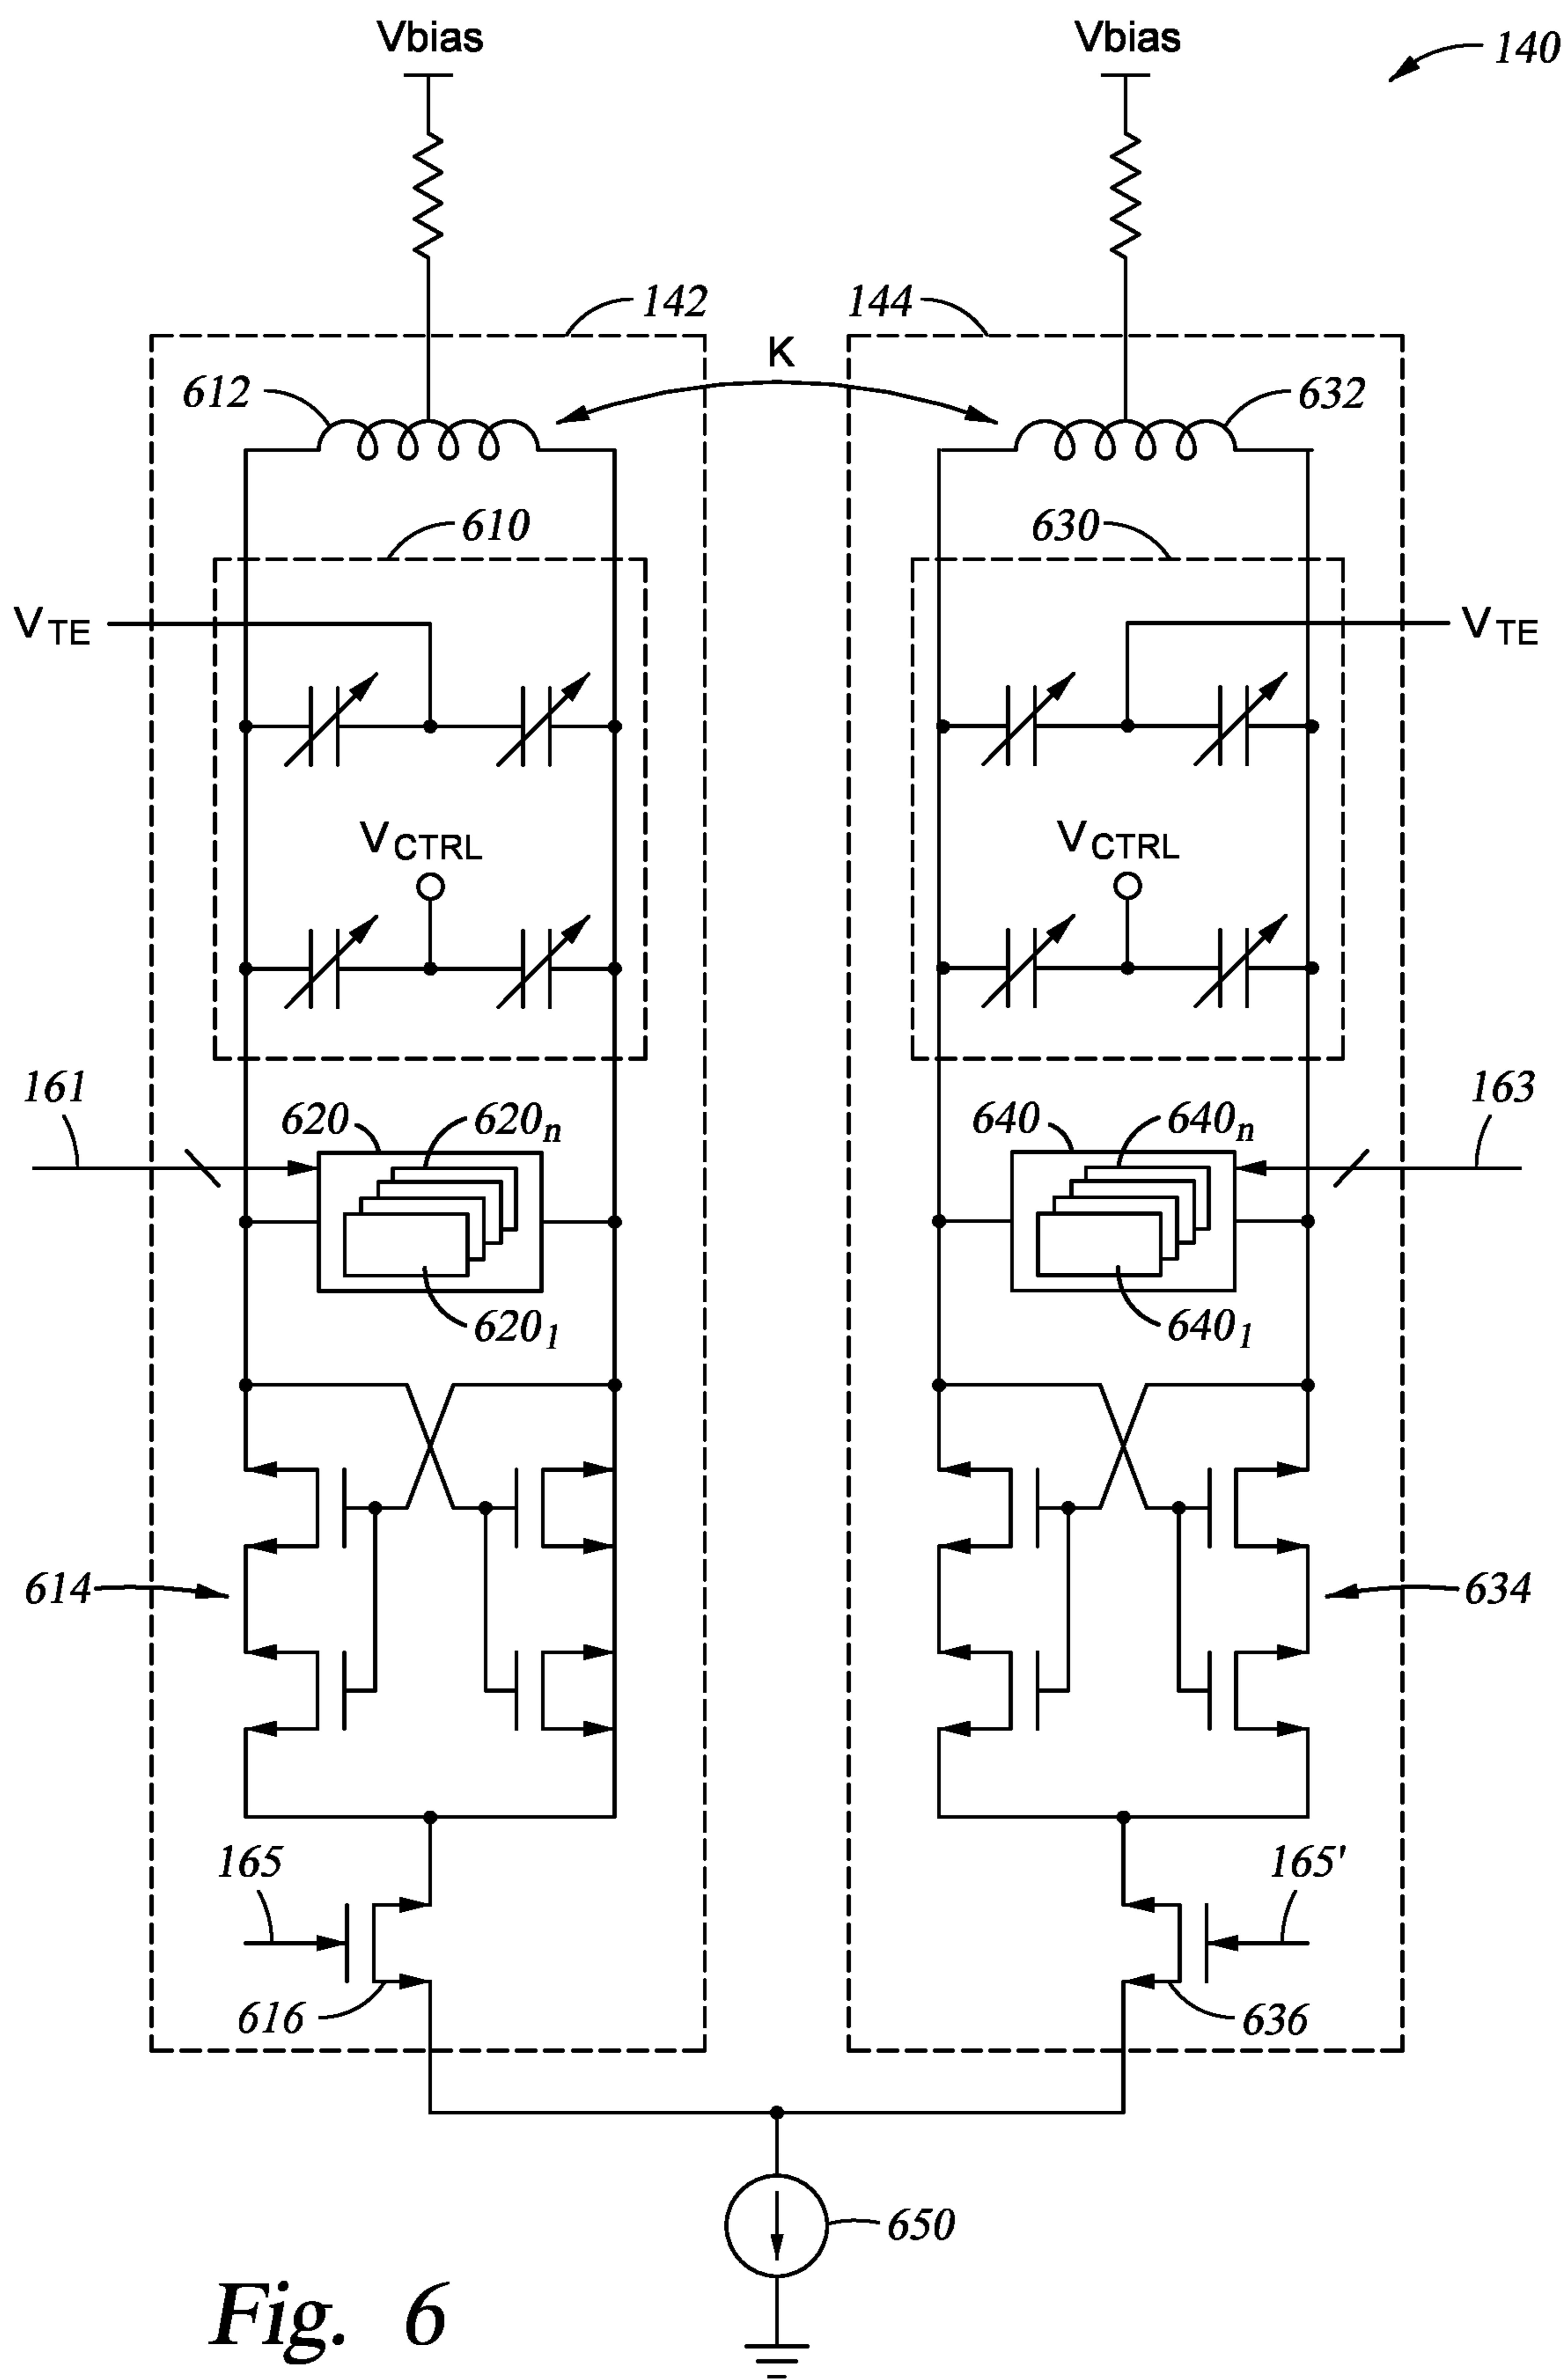 Vbias Vbias
140
142 144
K
612 632
610 630
VTE VTE
VCTRL VCTRL
161 620 620n 640 640n 163
6201 6401
614 634
165 165'
616 636
650
Fig. 6